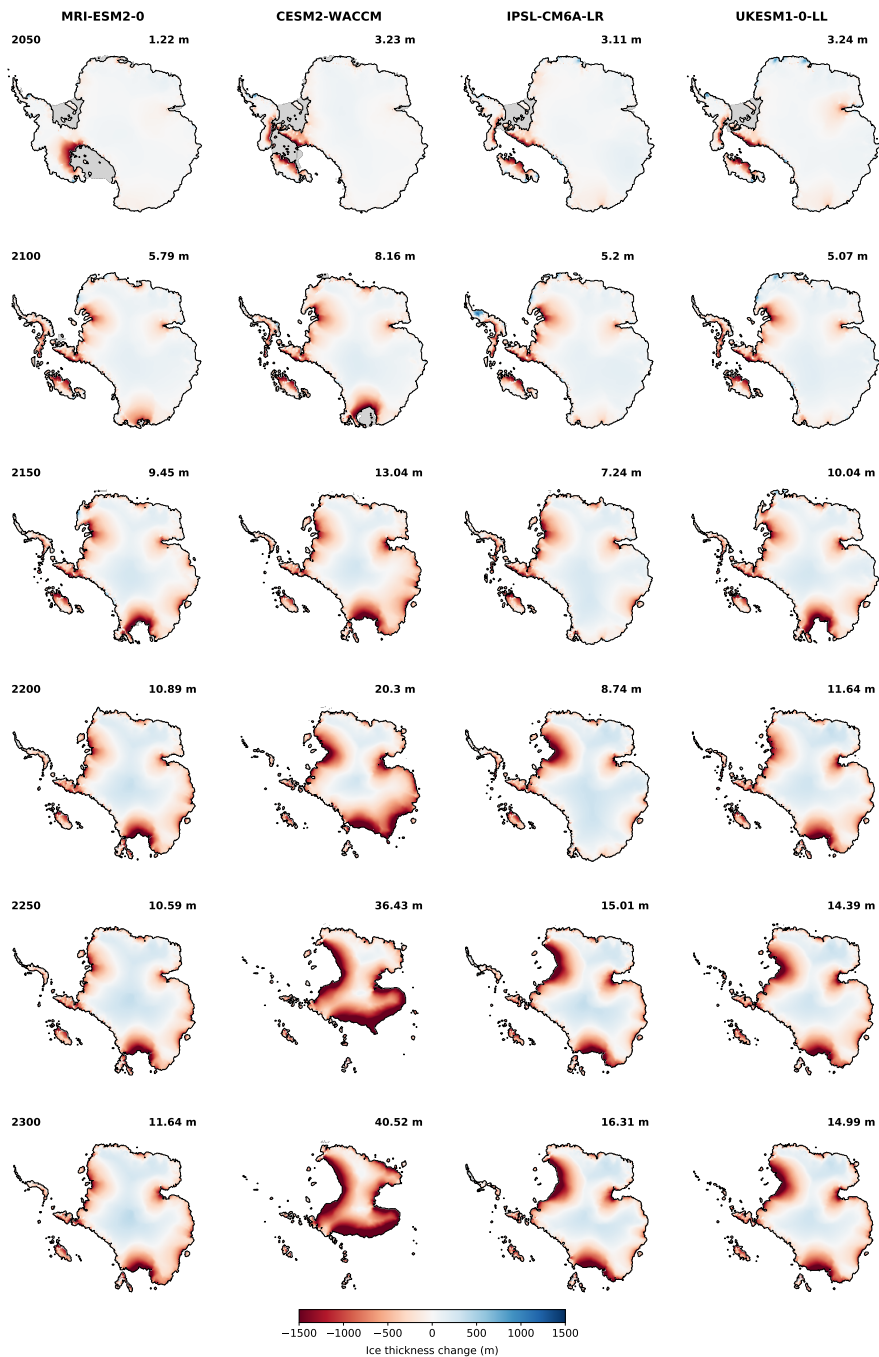 MRI-ESM2-0 CESM2-WACCM IPSL-CM6A-LR UKESM1-0-LL
2050 1.22 m 3.23 m 3.11 m 3.24 m
2100 5.79 m 8.16 m 5.2 m 5.07 m
2150 9.45 m 13.04 m 7.24 m 10.04 m
2200 10.89 m 20.3 m 8.74 m 11.64 m
2250 10.59 m 36.43 m 15.01 m 14.39 m
2300 11.64 m 40.52 m 16.31 m 14.99 m
−1500 −1000 −500 0 500 1000 1500
Ice thickness change (m)